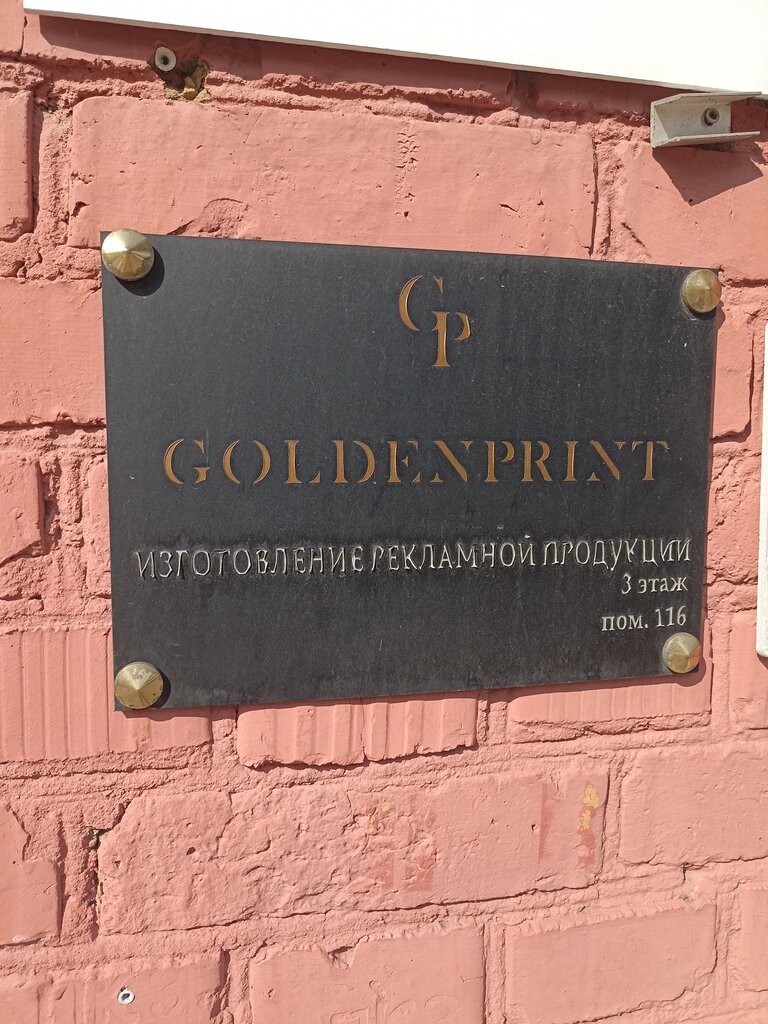 GP
GOLDENPRINT
ИЗГОТОВЛЕНИЕ РЕКЛАМНОЙ ПРОДУКЦИИ
3 этаж
пом. 116